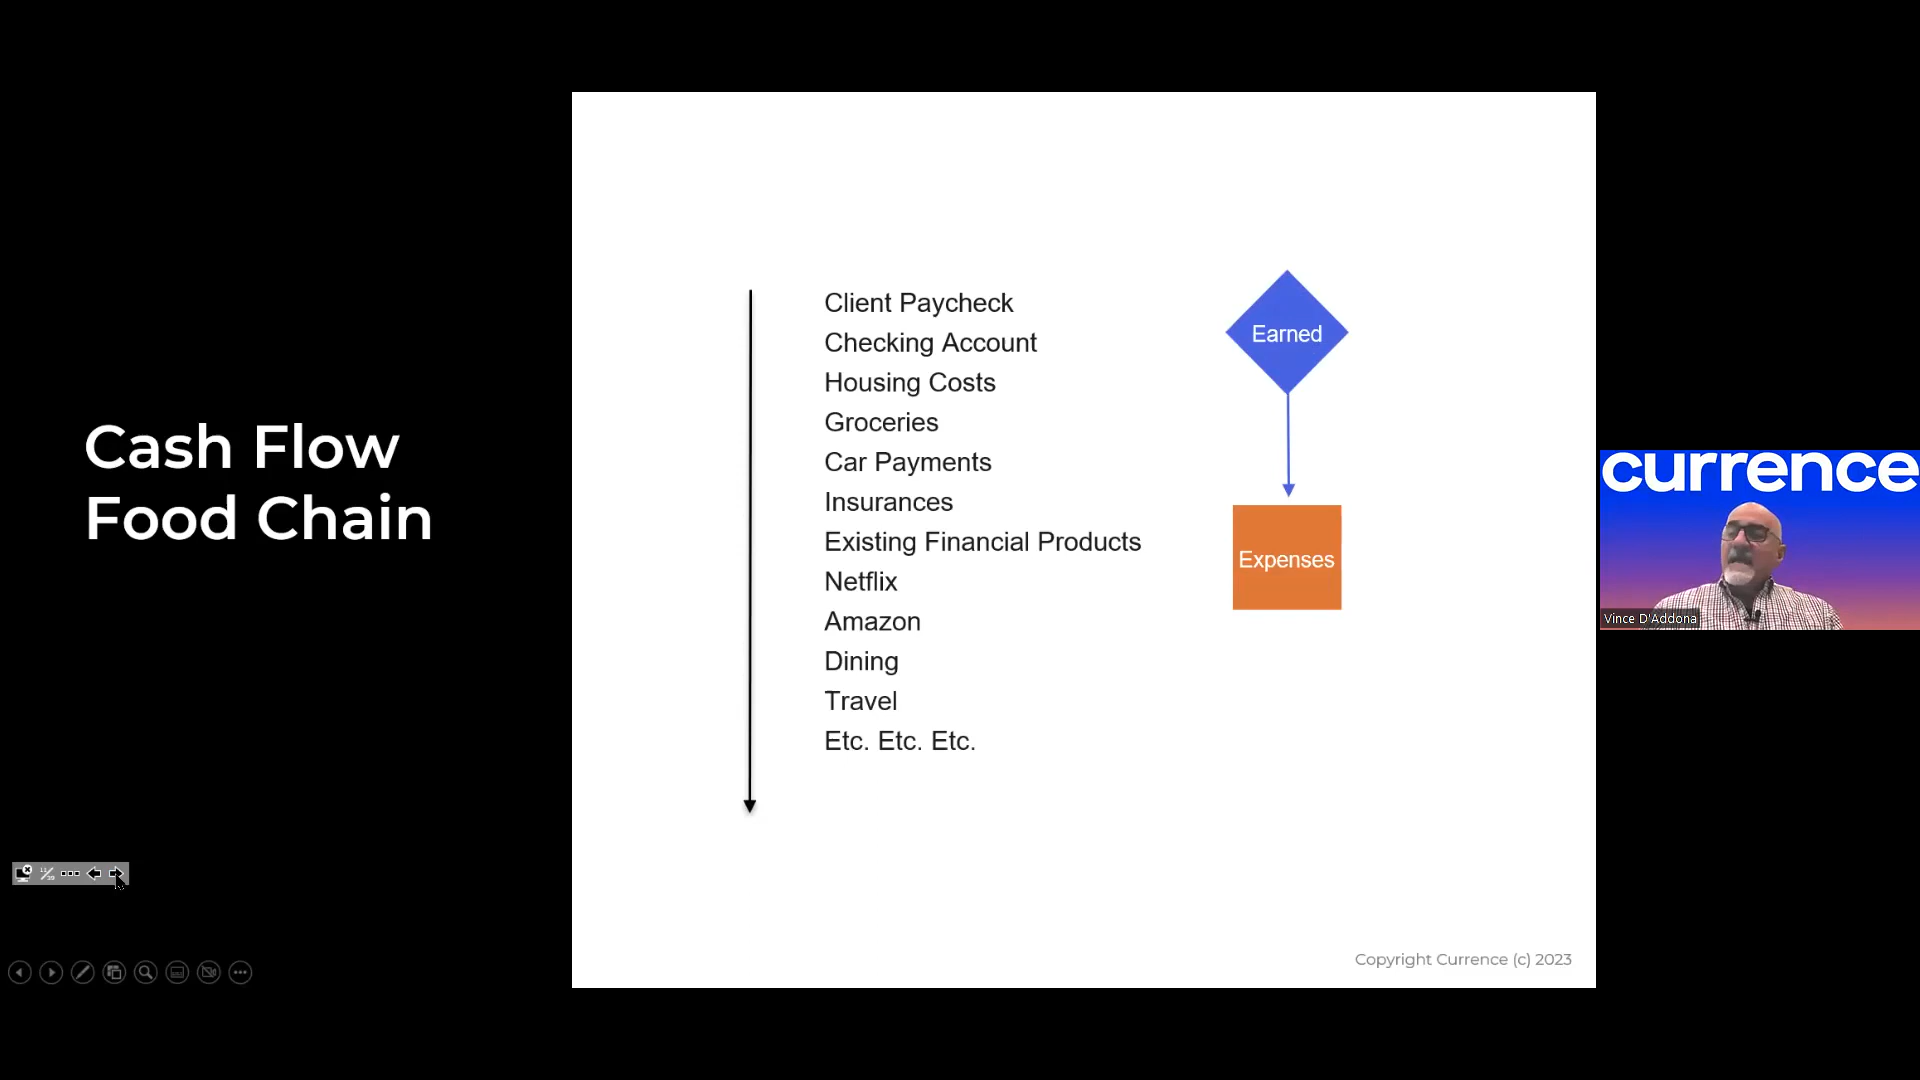 Cash Flow
Food Chain
Client Paycheck
Checking Account
Housing Costs
Groceries
Car Payments
Insurances
Existing Financial Products
Netflix
Amazon
Dining
Travel
Etc. Etc. Etc.
Earned
Expenses
Copyright Currence (c) 2023
currence
Vince D'Addona